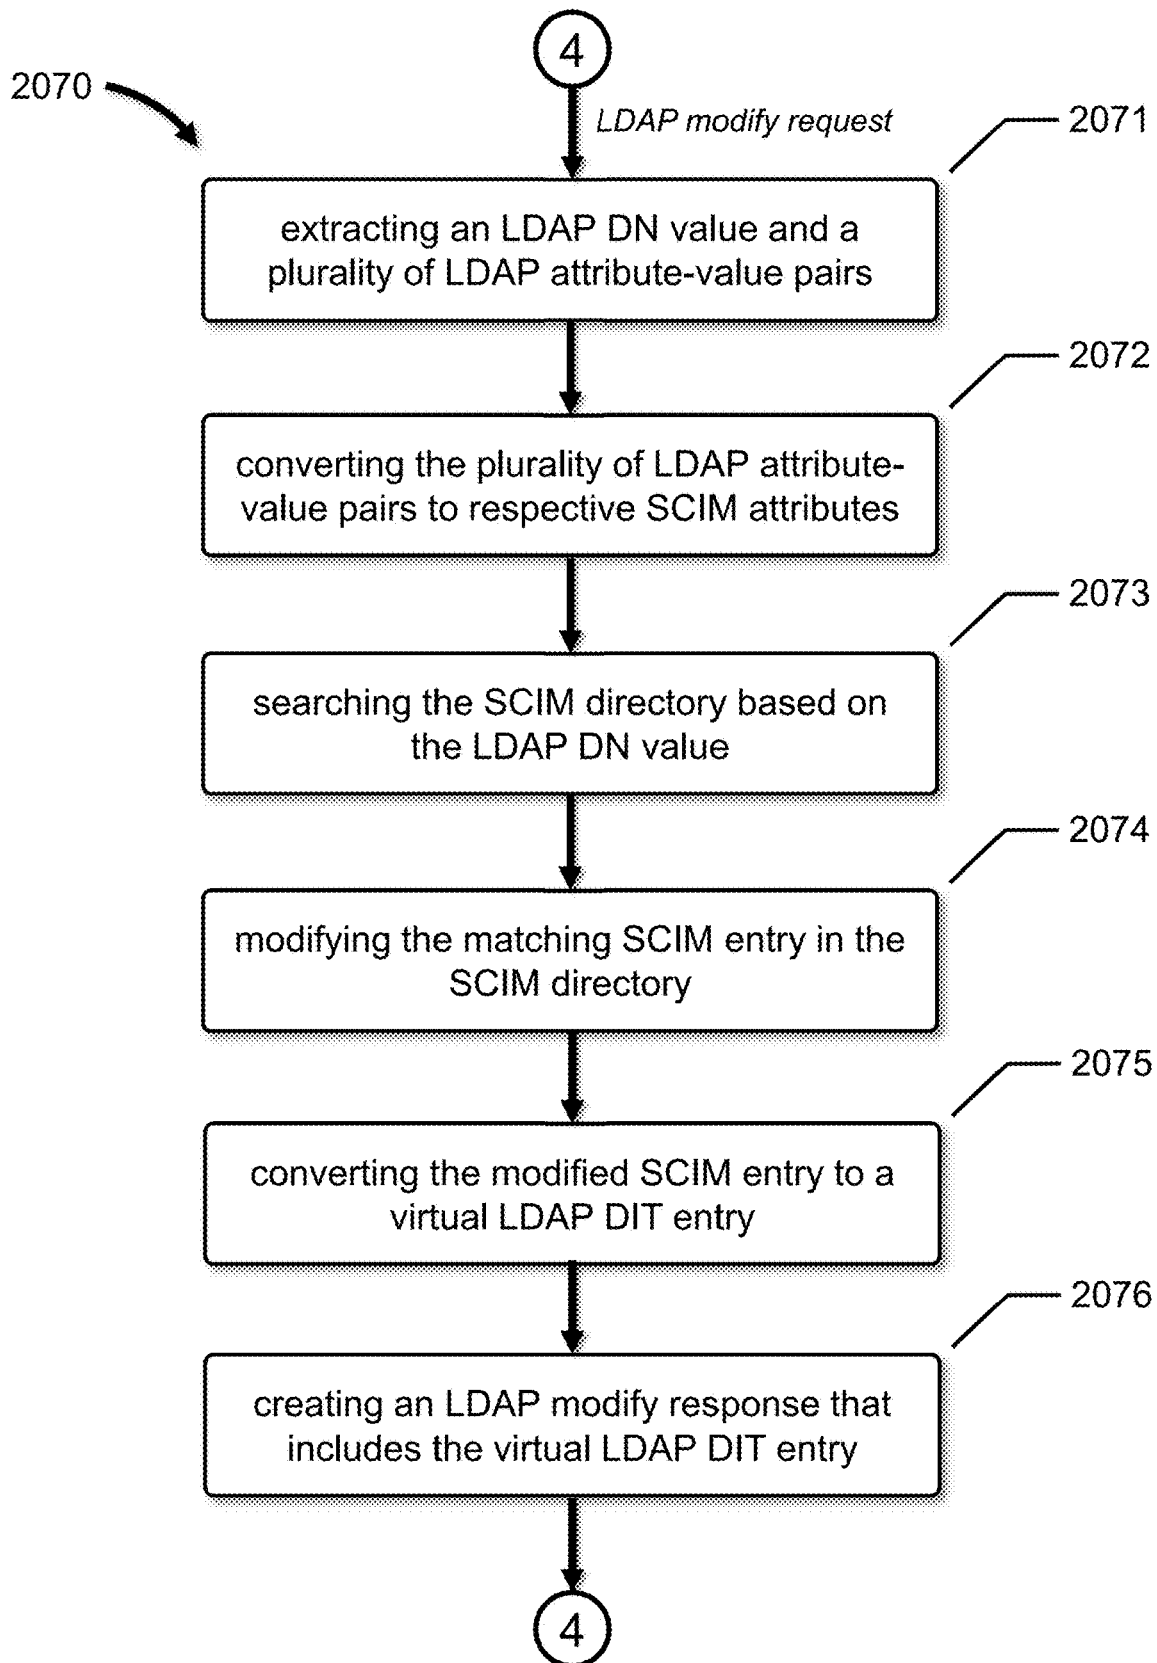 4
2070
LDAP modify request
2071
extracting an LDAP DN value and a
plurality of LDAP attribute-value pairs
2072
converting the plurality of LDAP attribute-
value pairs to respective SCIM attributes
2073
searching the SCIM directory based on
the LDAP DN value
2074
modifying the matching SCIM entry in the
SCIM directory
2075
converting the modified SCIM entry to a
virtual LDAP DIT entry
2076
creating an LDAP modify response that
includes the virtual LDAP DIT entry
4